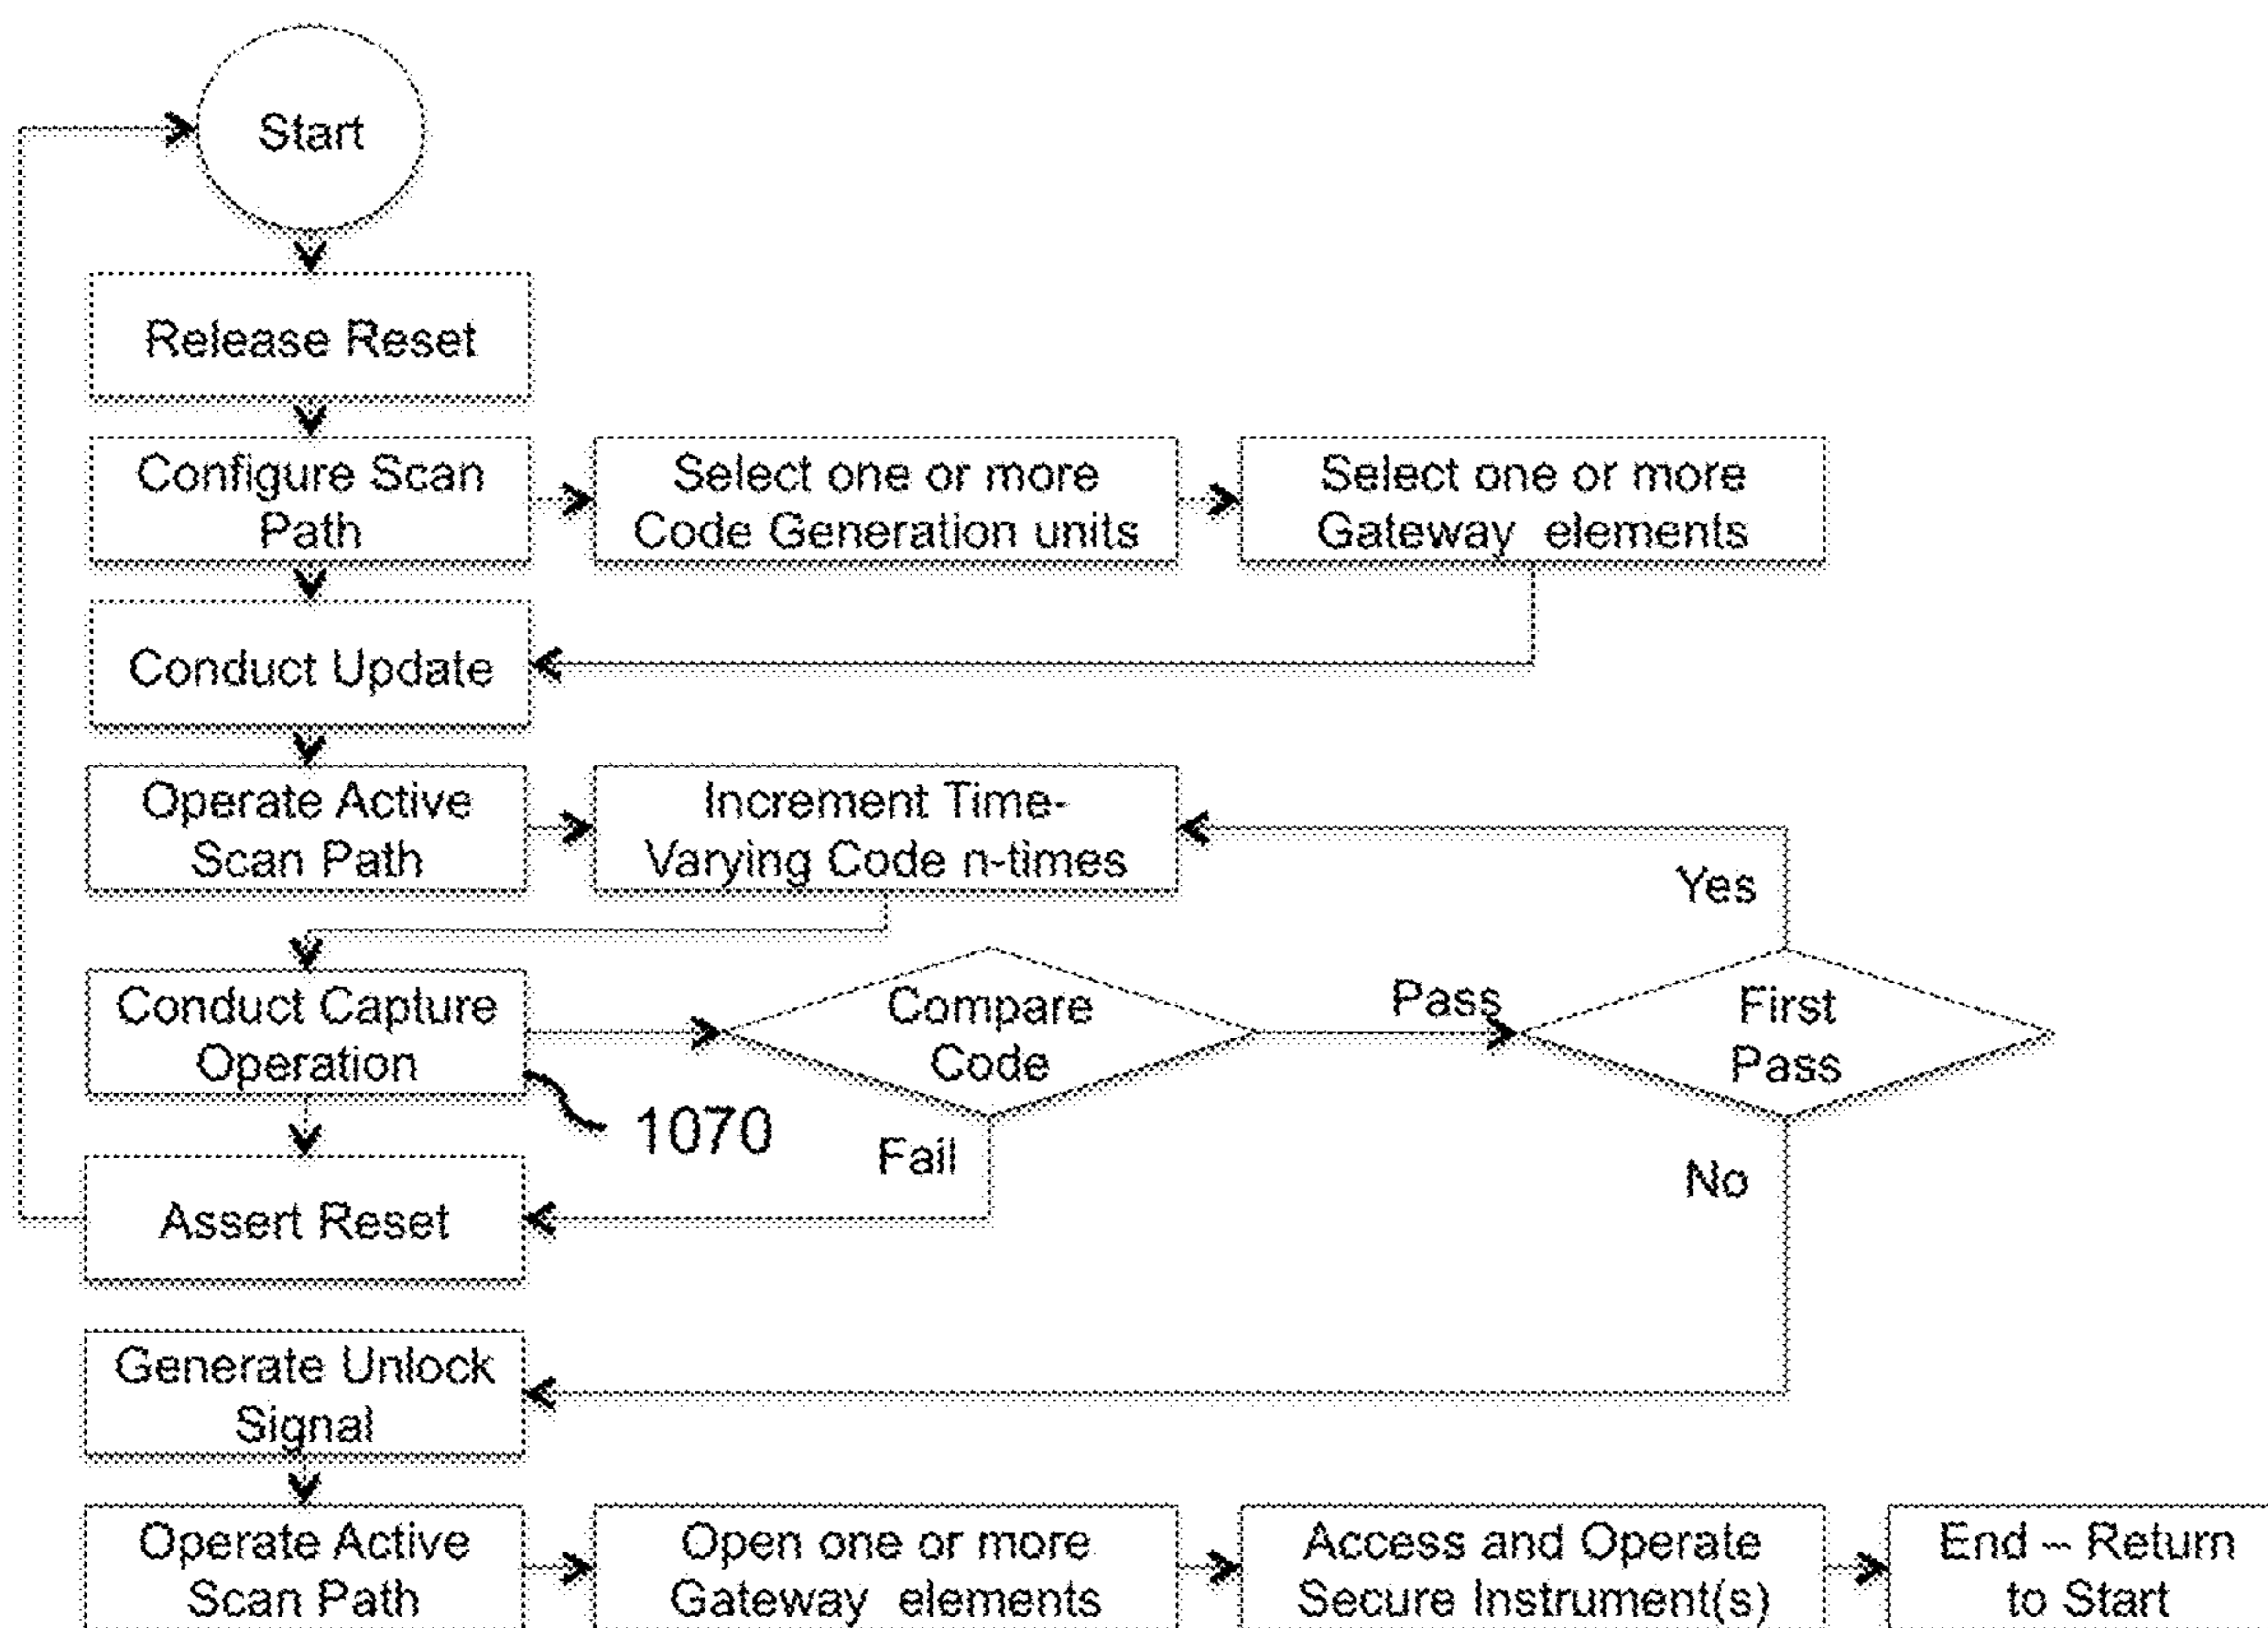 Start
Release Reset
Configure Scan
Path
Select one or more
Code Generation units
Select one or more
Gateway elements
Conduct Update
Operate Active
Scan Path
Increment Time-
Varying Code n-times
Yes
Conduct Capture
Operation
Compare
Code
Pass
First
Pass
1070
Fail
No
Assert Reset
Generate Unlock
Signal
Operate Active
Scan Path
Open one or more
Gateway elements
Access and Operate
Secure Instrument(s)
End – Return
to Start